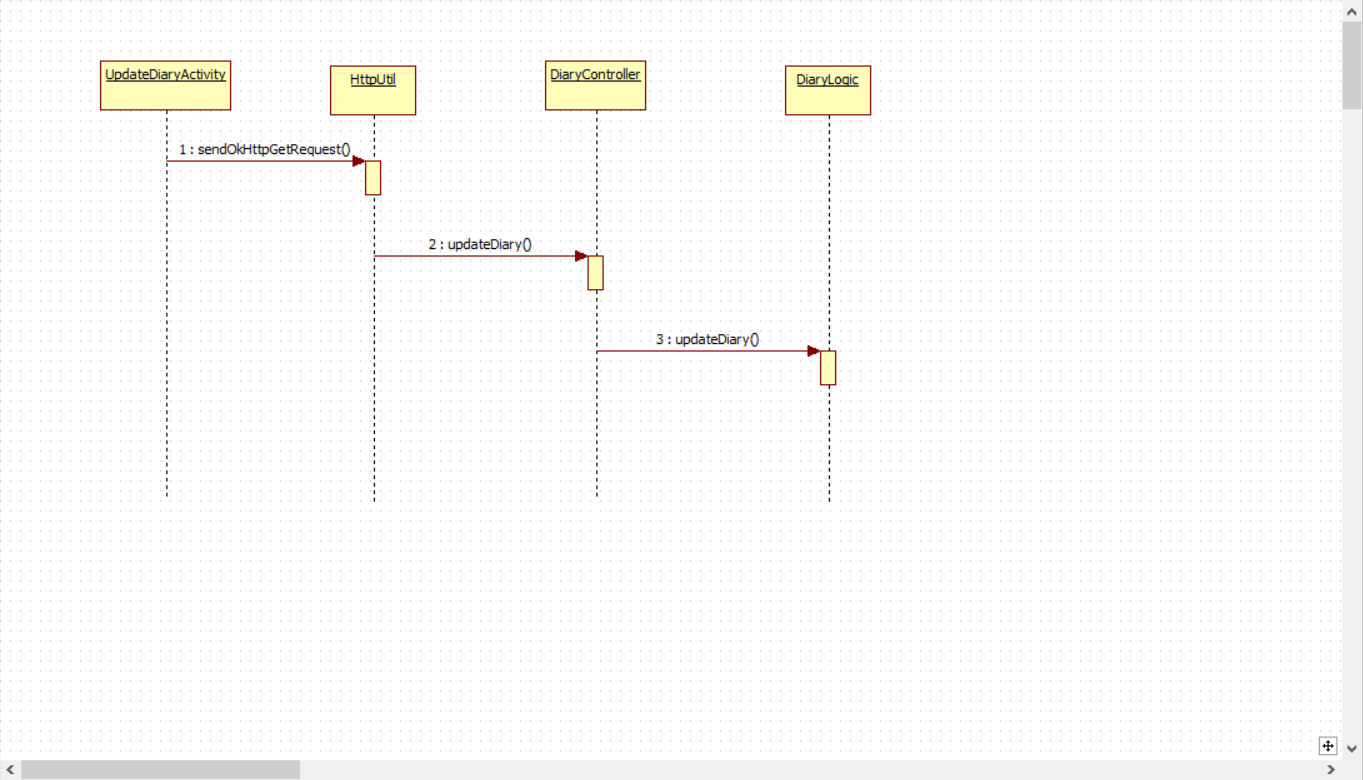 UpdateDiaryActivity
HttpUtil
DiaryController
DiaryLogic
1 : sendOkHttpGetRequest()
2 : updateDiary()
3 : updateDiary()